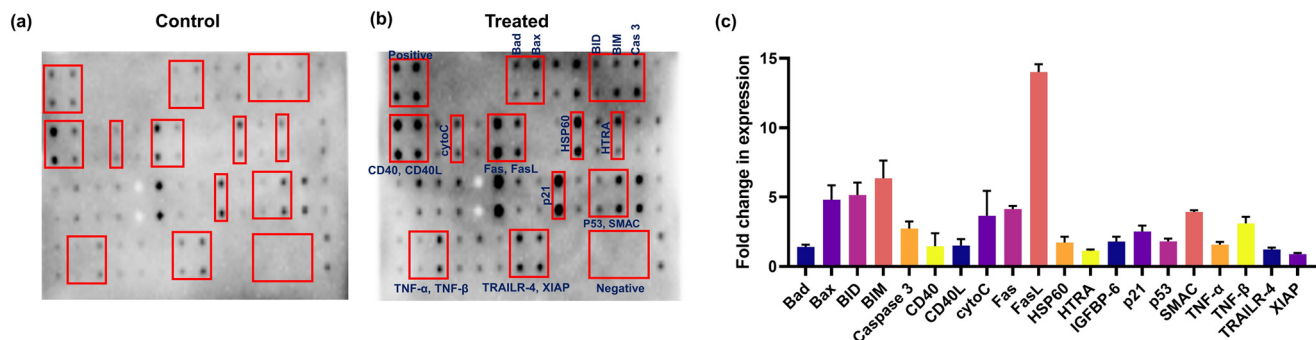 (a) Control
(b) Treated
(c)
Positive
Bad
Bax
BID
BIM
Cas 3
cytoC
HSP60
HTRA
CD40, CD40L
Fas, FasL
p21
P53, SMAC
TNF-α, TNF-β
TRAILR-4, XIAP
Negative
Fold change in expression
15
10
5
0
Bad
Bax
BID
BIM
Caspase 3
CD40
CD40L
cytoC
Fas
FasL
HSP60
HTRA
IGFBP-6
p21
p53
SMAC
TNF-α
TNF-β
TRAILR-4
XIAP